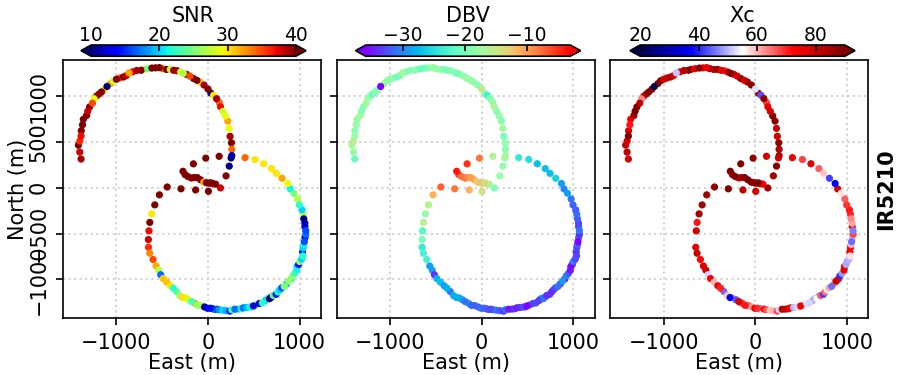 SNR DBV Xc
10 20 30 40 −30 −20 −10 20 40 60 80
North (m)
1000
500
0
−500
−1000
IR5210
−1000 0 1000 −1000 0 1000 −1000 0 1000
East (m) East (m) East (m)